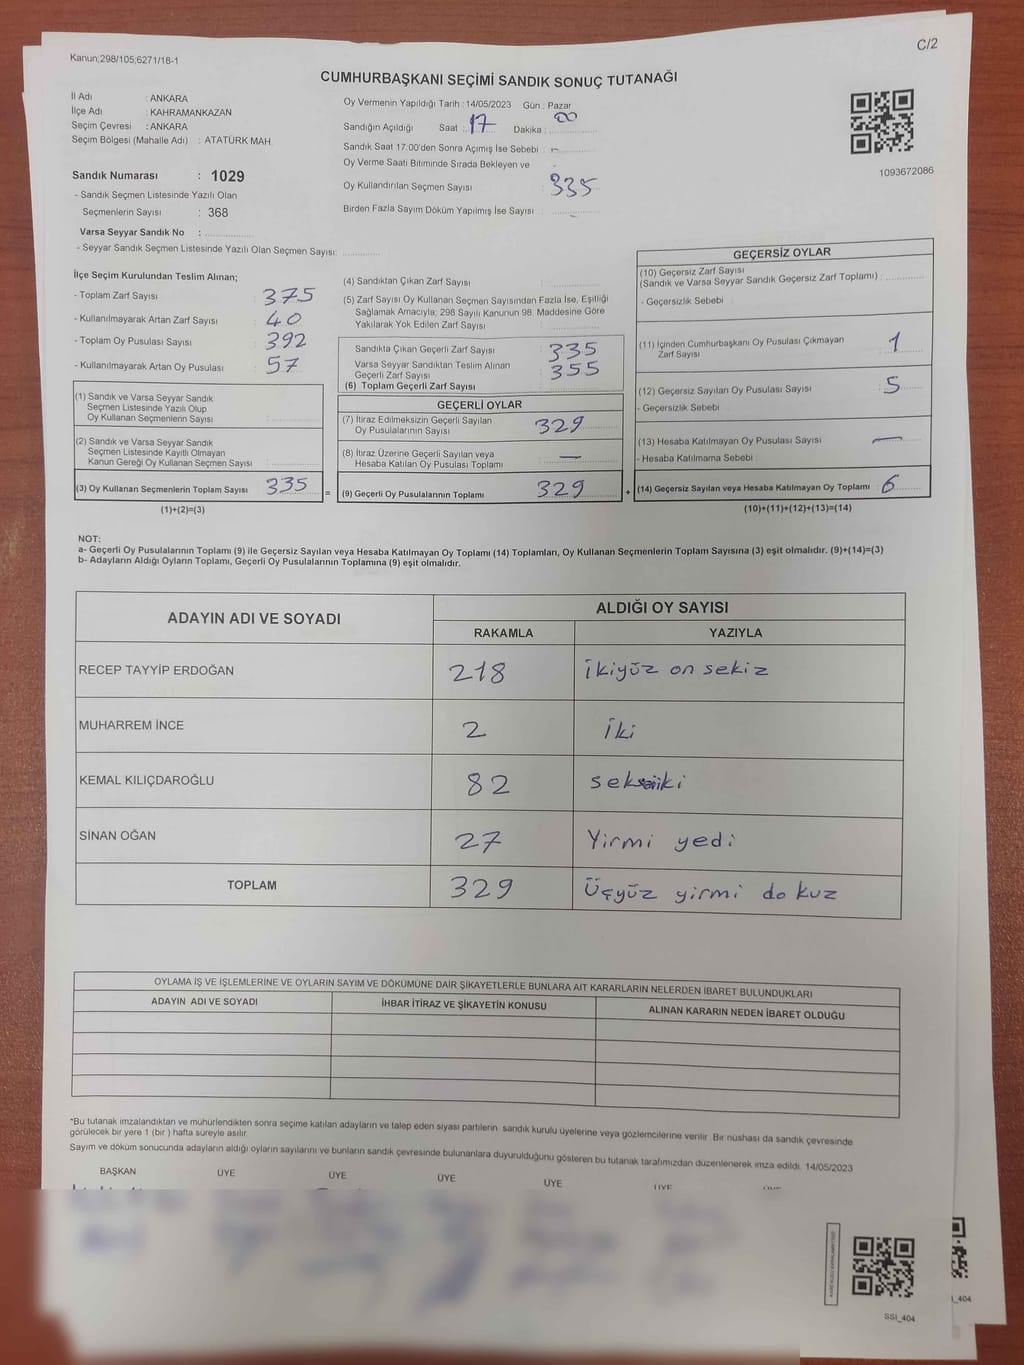 C/2
Kanun;298/105;6271/18-1
CUMHURBAŞKANI SEÇİMİ SANDIK SONUÇ TUTANAĞI
İl Adı : ANKARA
İlçe Adı : KAHRAMANKAZAN
Seçim Çevresi : ANKARA
Seçim Bölgesi (Mahalle Adı) : ATATÜRK MAH.
Oy Vermenin Yapıldığı Tarih : 14/05/2023 Gün : Pazar
Sandığın Açıldığı Saat : 17 Dakika : 00
Sandık Saat 17:00'den Sonra Açımış İse Sebebi :
Oy Verme Saati Bitiminde Sırada Bekleyen ve
Oy Kullandırılan Seçmen Sayısı : 335
Birden Fazla Sayım Döküm Yapılmış İse Sayısı :
1093672086
Sandık Numarası : 1029
- Sandık Seçmen Listesinde Yazılı Olan
Seçmenlerin Sayısı : 368
Varsa Seyyar Sandık No :
- Seyyar Sandık Seçmen Listesinde Yazılı Olan Seçmen Sayısı:
İlçe Seçim Kurulundan Teslim Alınan;
- Toplam Zarf Sayısı : 375
- Kullanılmayarak Artan Zarf Sayısı : 40
- Toplam Oy Pusulası Sayısı : 392
- Kullanılmayarak Artan Oy Pusulası : 57
(1) Sandık ve Varsa Seyyar Sandık
Seçmen Listesinde Yazılı Olup
Oy Kullanan Seçmenlerin Sayısı :
(2) Sandık ve Varsa Seyyar Sandık
Seçmen Listesinde Kayıtlı Olmayan
Kanun Gereği Oy Kullanan Seçmen Sayısı :
(3) Oy Kullanan Seçmenlerin Toplam Sayısı : 335
(1)+(2)=(3)
(4) Sandıktan Çıkan Zarf Sayısı :
(5) Zarf Sayısı Oy Kullanan Seçmen Sayısından Fazla İse, Eşitliği
Sağlamak Amacıyla; 298 Sayılı Kanunun 98. Maddesine Göre
Yakılarak Yok Edilen Zarf Sayısı :
Sandıkta Çıkan Geçerli Zarf Sayısı : 335
Varsa Seyyar Sandıktan Teslim Alınan
Geçerli Zarf Sayısı : 355
(6) Toplam Geçerli Zarf Sayısı :
GEÇERLİ OYLAR
(7) İtiraz Edilmeksizin Geçerli Sayılan
Oy Pusulalarının Sayısı : 329
(8) İtiraz Üzerine Geçerli Sayılan veya
Hesaba Katılan Oy Pusulası Toplamı : —
= (9) Geçerli Oy Pusulalarının Toplamı : 329 +
GEÇERSİZ OYLAR
(10) Geçersiz Zarf Sayısı
(Sandık ve Varsa Seyyar Sandık Geçersiz Zarf Toplamı) :
- Geçersizlik Sebebi :
(11) İçinden Cumhurbaşkanı Oy Pusulası Çıkmayan
Zarf Sayısı : 1
(12) Geçersiz Sayılan Oy Pusulası Sayısı : 5
- Geçersizlik Sebebi :
(13) Hesaba Katılmayan Oy Pusulası Sayısı : —
- Hesaba Katılmama Sebebi :
(14) Geçersiz Sayılan veya Hesaba Katılmayan Oy Toplamı : 6
(10)+(11)+(12)+(13)=(14)
NOT:
a- Geçerli Oy Pusulalarının Toplamı (9) ile Geçersiz Sayılan veya Hesaba Katılmayan Oy Toplamı (14) Toplamları, Oy Kullanan Seçmenlerin Toplam Sayısına (3) eşit olmalıdır. (9)+(14)=(3)
b- Adayların Aldığı Oyların Toplamı, Geçerli Oy Pusulalarının Toplamına (9) eşit olmalıdır.
ADAYIN ADI VE SOYADI
ALDIĞI OY SAYISI
RAKAMLA YAZIYLA
RECEP TAYYİP ERDOĞAN 218 İkiyüz on sekiz
MUHARREM İNCE 2 İki
KEMAL KILIÇDAROĞLU 82
SİNAN OĞAN 27 Yirmi yedi
TOPLAM 329 Üçyüz yirmi dokuz
OYLAMA İŞ VE İŞLEMLERİNE VE OYLARIN SAYIM VE DÖKÜMÜNE DAİR ŞİKAYETLERLE BUNLARA AİT KARARLARIN NELERDEN İBARET BULUNDUKLARI
ADAYIN ADI VE SOYADI İHBAR İTİRAZ VE ŞİKAYETİN KONUSU ALINAN KARARIN NEDEN İBARET OLDUĞU
*Bu tutanak imzalandıktan ve mühürlendikten sonra seçime katılan adayların ve talep eden siyasi partilerin sandık kurulu üyelerine veya gözlemcilerine verilir. Bir nüshası da sandık çevresinde
görülecek bir yere 1 (bir) hafta süreyle asılır.
Sayım ve döküm sonucunda adayların aldığı oyların sayılarını ve bunların sandık çevresinde bulunanlara duyurulduğunu gösteren bu tutanak tarafımızdan düzenlenerek imza edildi. 14/05/2023
BAŞKAN ÜYE ÜYE ÜYE ÜYE
SSI_404